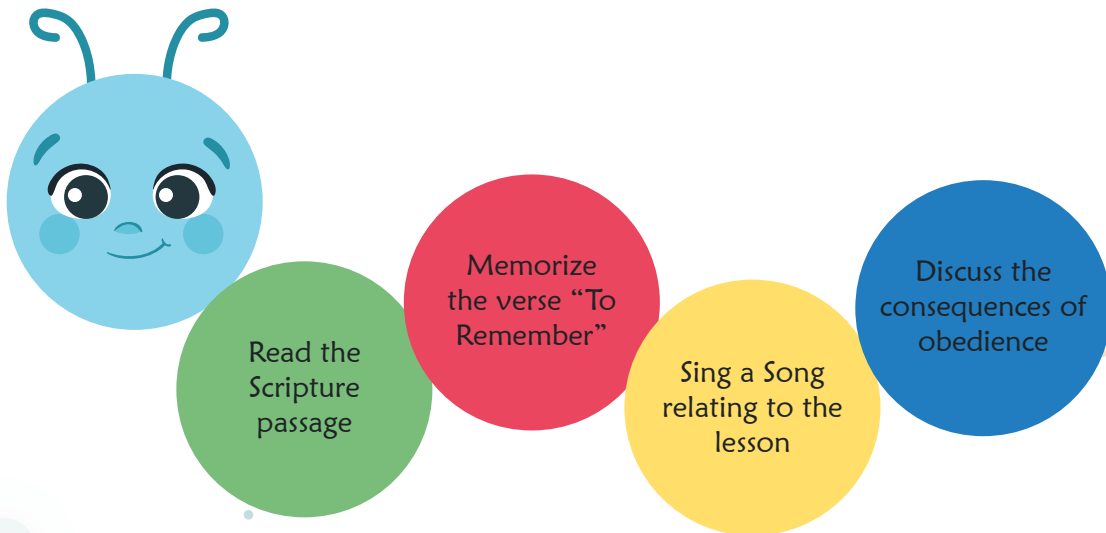 Read the
Scripture
passage
Memorize
the verse “To
Remember”
Sing a Song
relating to the
lesson
Discuss the
consequences of
obedience